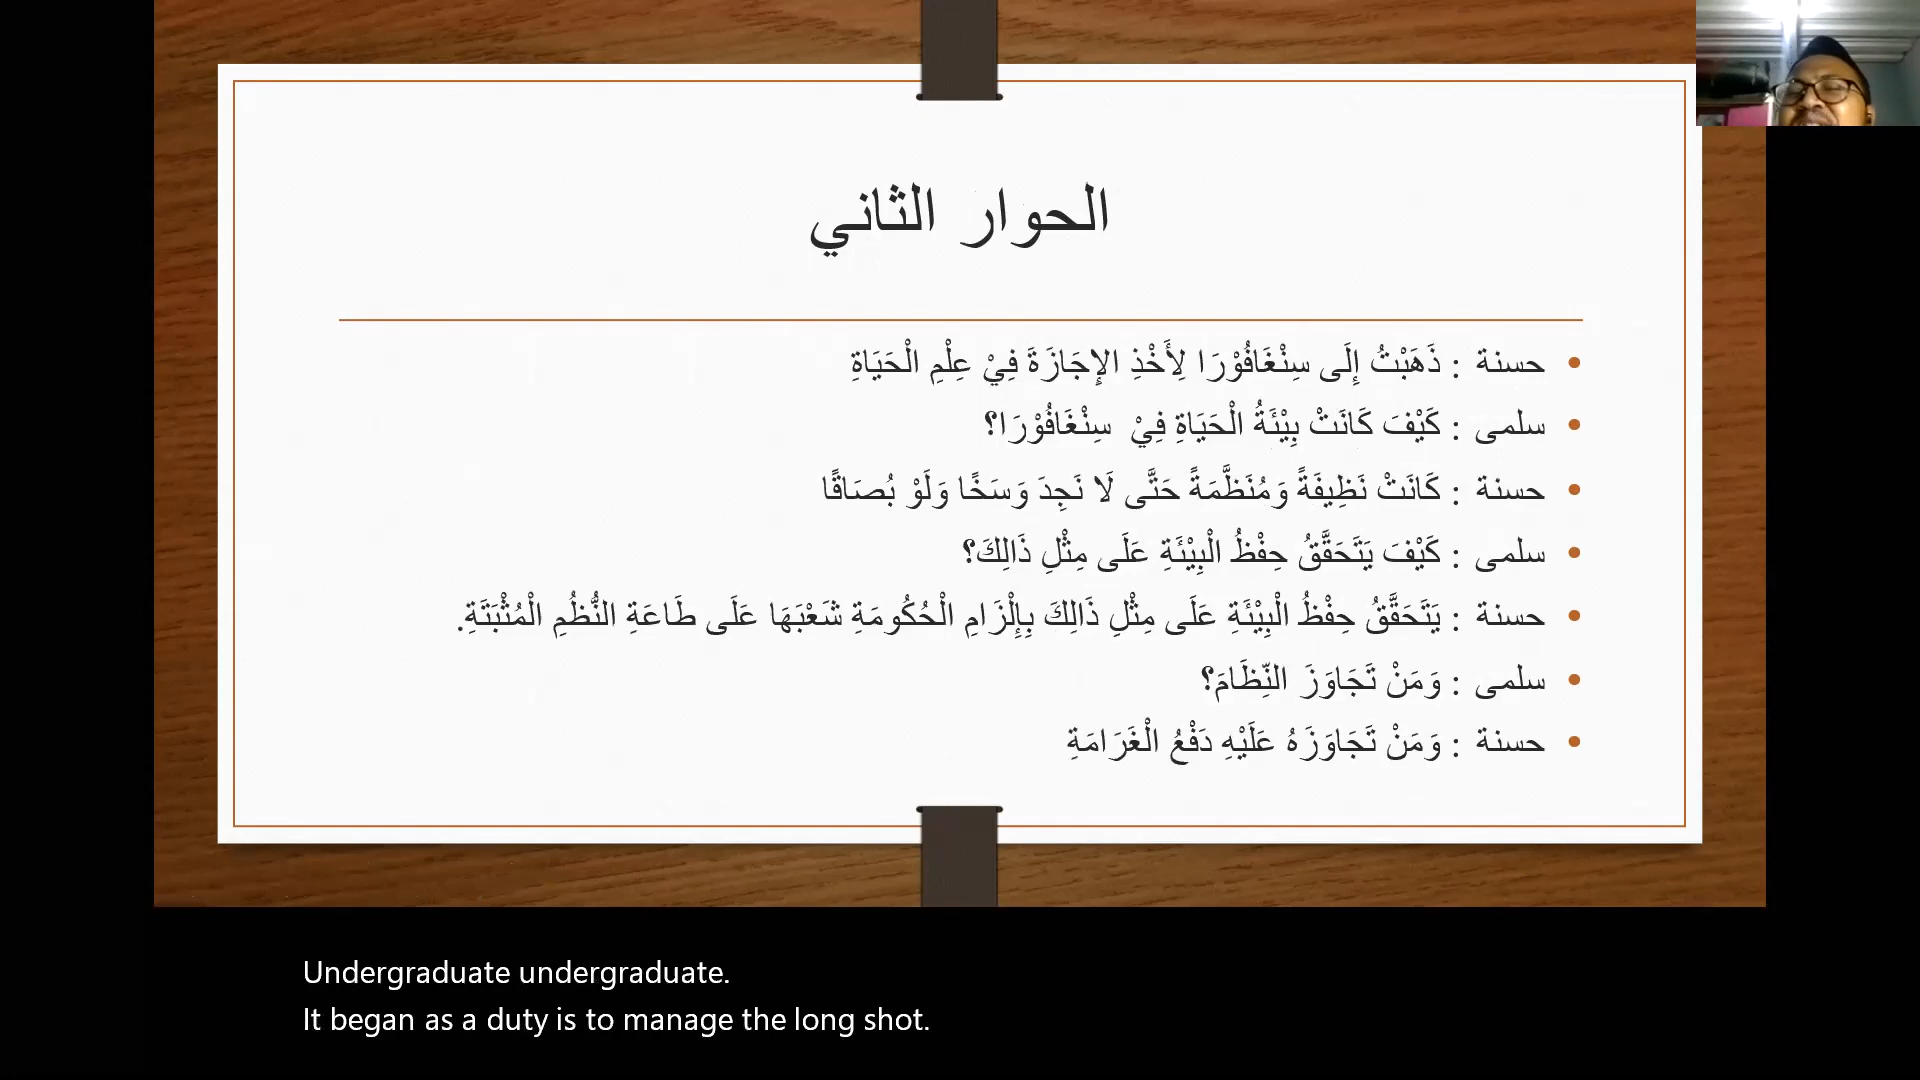 الحوار الثاني
• حسنة : ذَهَبْتُ إِلَى سِنْغَافُوْرَا لِأَخْذِ الإِجَازَةَ فِيْ عِلْمِ الْحَيَاةِ
• سلمى : كَيْفَ كَانَتْ بِيْئَةُ الْحَيَاةِ فِيْ سِنْغَافُوْرَا؟
• حسنة : كَانَتْ نَظِيفَةً وَمُنَظَّمَةً حَتَّى لَا نَجِدَ وَسَخًا وَلَوْ بُصَاقًا
• سلمى : كَيْفَ يَتَحَقَّقُ حِفْظُ الْبِيْئَةِ عَلَى مِثْلِ ذَالِكَ؟
• حسنة : يَتَحَقَّقُ حِفْظُ الْبِيْئَةِ عَلَى مِثْلِ ذَالِكَ بِإِلْزَامِ الْحُكُومَةِ شَعْبَهَا عَلَى طَاعَةِ النُّظُمِ الْمُثْبَتَةِ.
• سلمى : وَمَنْ تَجَاوَزَ النِّظَامَ؟
• حسنة : وَمَنْ تَجَاوَزَهُ عَلَيْهِ دَفْعُ الْغَرَامَةِ
Undergraduate undergraduate.
It began as a duty is to manage the long shot.